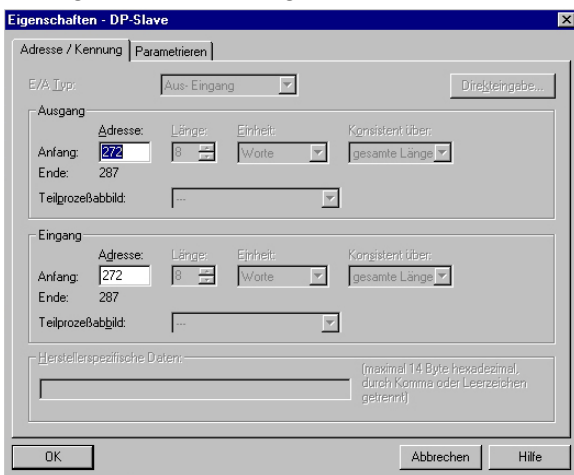 Eigenschaften - DP-Slave
Adresse / Kennung Parametrieren
E/A Typ: Aus- Eingang Direkteingabe...
Ausgang
Adresse: Länge: Einheit: Konsistent über:
Anfang: 272 8 Worte gesamte Länge
Ende: 287
Teilprozeßabbild: ---
Eingang
Adresse: Länge: Einheit: Konsistent über:
Anfang: 272 8 Worte gesamte Länge
Ende: 287
Teilprozeßabbild: ---
Herstellerspezifische Daten:
(maximal 14 Byte hexadezimal,
durch Komma oder Leerzeichen
getrennt)
OK Abbrechen Hilfe